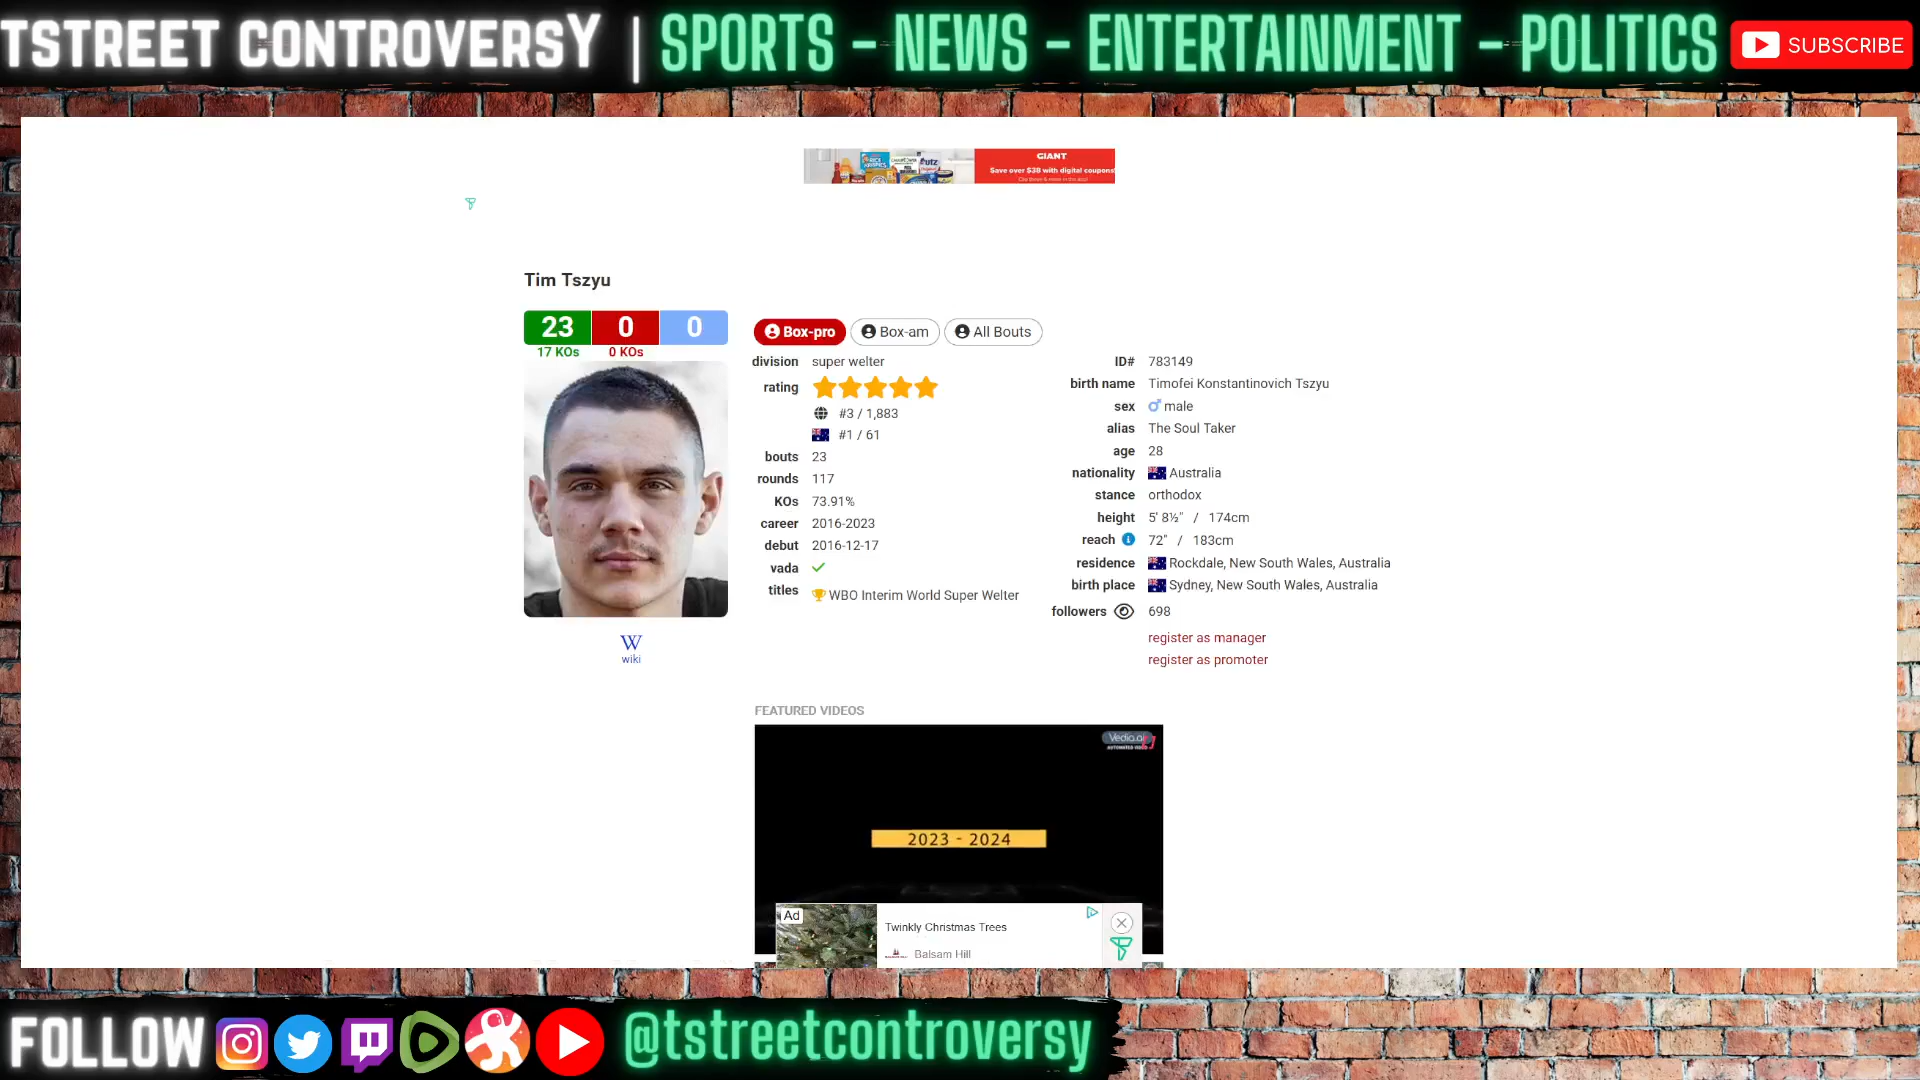 TSTREET CONTROVERSY | SPORTS - NEWS - ENTERTAINMENT - POLITICS
SUBSCRIBE
GIANT
Save over $38 with digital coupons!
Tim Tszyu
23 0 0
17 KOs 0 KOs
Box-pro Box-am All Bouts
division super welter
rating
#3 / 1,883
#1 / 61
bouts 23
rounds 117
KOs 73.91%
career 2016-2023
debut 2016-12-17
vada
titles WBO Interim World Super Welter
ID# 783149
birth name Timofei Konstantinovich Tszyu
sex male
alias The Soul Taker
age 28
nationality Australia
stance orthodox
height 5' 8½" / 174cm
reach 72" / 183cm
residence Rockdale, New South Wales, Australia
birth place Sydney, New South Wales, Australia
followers 698
register as manager
register as promoter
W
wiki
FEATURED VIDEOS
Vedia.ai
AUTOMATED VIDEO
2023 - 2024
Ad
Twinkly Christmas Trees
Balsam Hill
FOLLOW @tstreetcontroversy